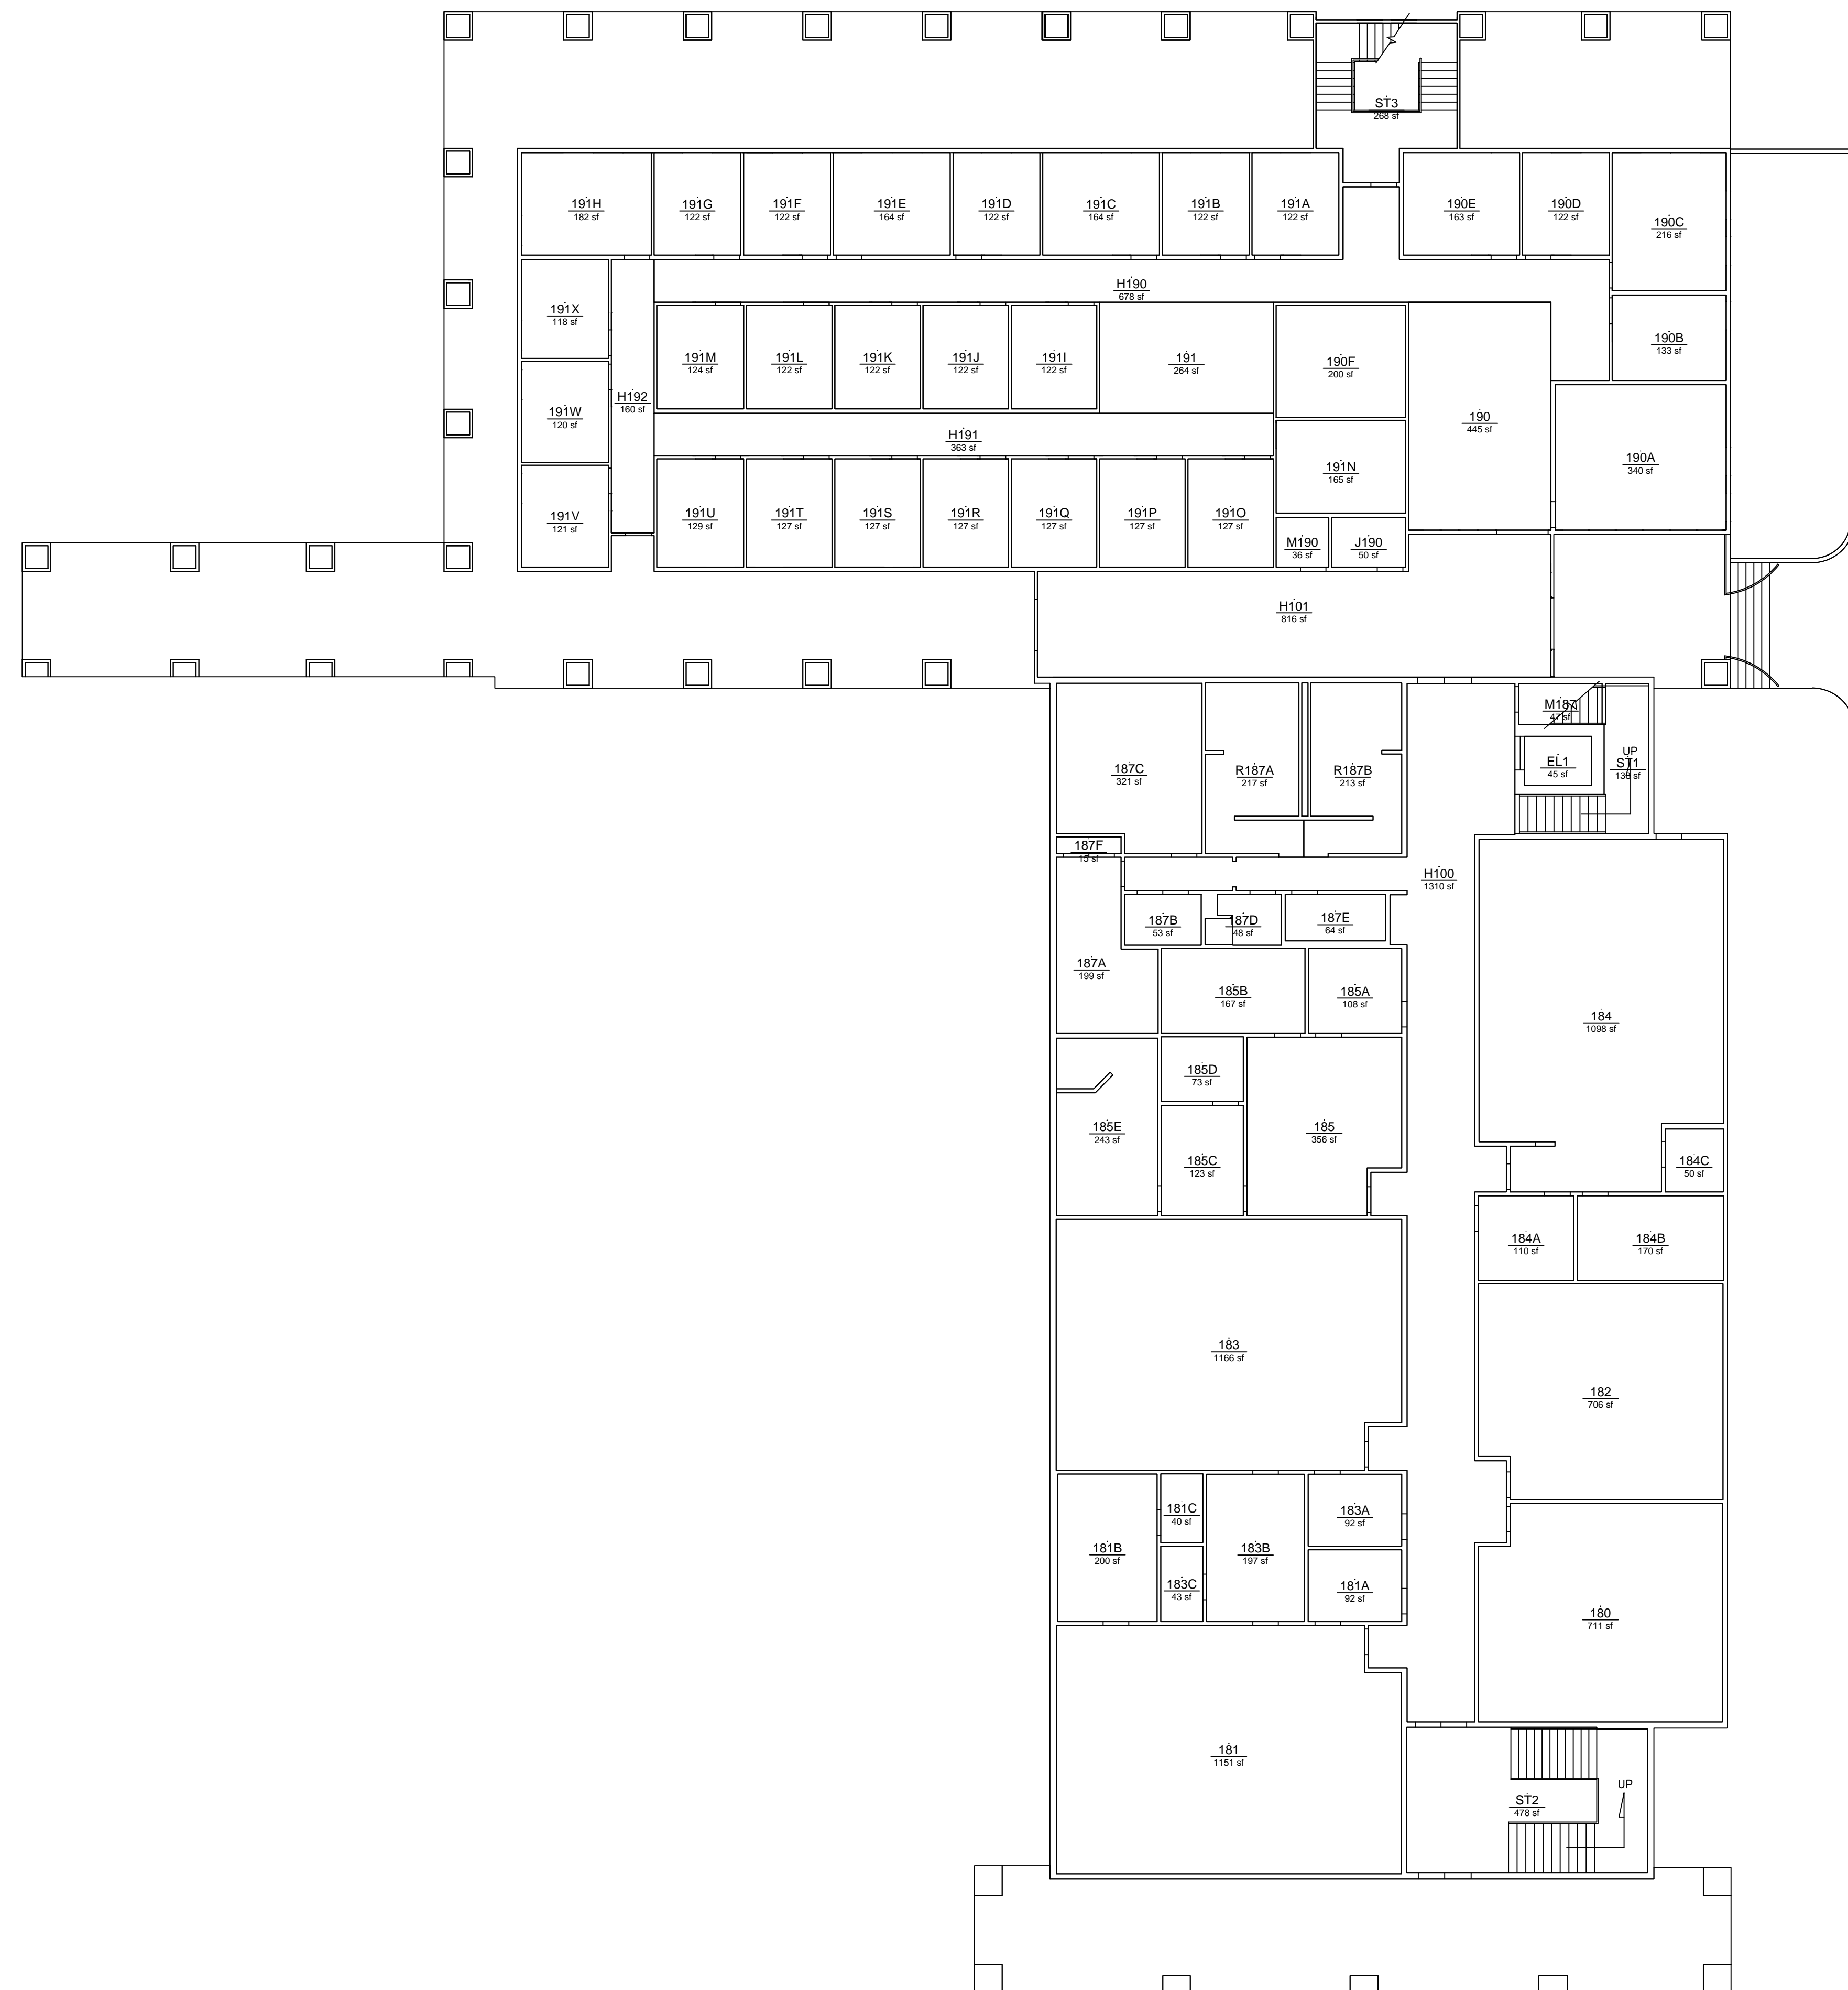 ST3
268 sf
191H
182 sf
191G
122 sf
191F
122 sf
191E
164 sf
191D
122 sf
191C
164 sf
191B
122 sf
191A
122 sf
190E
163 sf
190D
122 sf
190C
216 sf
H190
678 sf
191X
118 sf
190B
133 sf
191M
124 sf
191L
122 sf
191K
122 sf
191J
122 sf
191I
122 sf
191
264 sf
190F
200 sf
H192
160 sf
191W
120 sf
190
445 sf
H191
363 sf
190A
340 sf
191N
165 sf
191V
121 sf
191U
129 sf
191T
127 sf
191S
127 sf
191R
127 sf
191Q
127 sf
191P
127 sf
191O
127 sf
M190
36 sf
J190
50 sf
H101
816 sf
M187
47 sf
187C
321 sf
R187A
217 sf
R187B
213 sf
EL1
45 sf
UP
ST1
sf
187F
15 sf
H100
1310 sf
187B
53 sf
187D
48 sf
187E
64 sf
187A
199 sf
185B
167 sf
185A
108 sf
184
1098 sf
185D
73 sf
185E
243 sf
185
356 sf
185C
123 sf
184C
50 sf
184A
110 sf
184B
170 sf
183
1166 sf
182
706 sf
181C
40 sf
183A
92 sf
181B
200 sf
183B
197 sf
183C
43 sf
181A
92 sf
180
711 sf
181
1151 sf
UP
ST2
478 sf